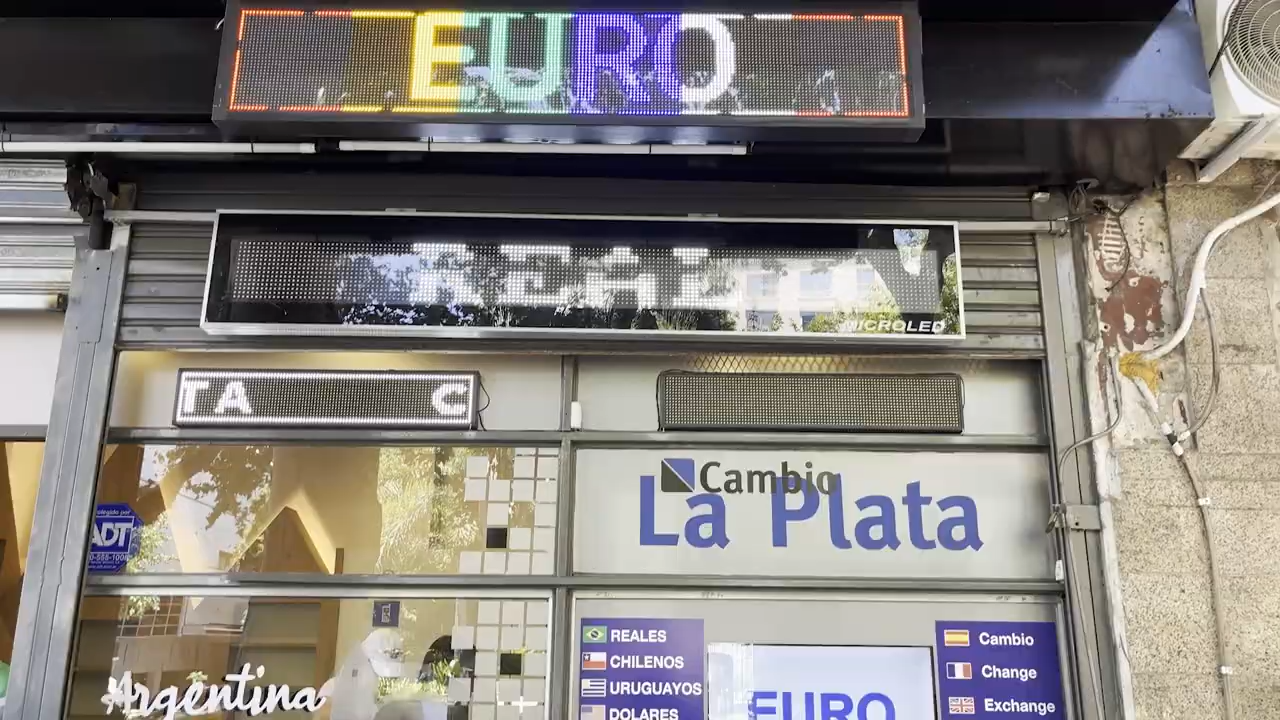 EURO
MICROLED
TA C
Cambio
La Plata
ADT
REALES
CHILENOS
URUGUAYOS
DOLARES
EURO
Cambio
Change
Exchange
Argentina